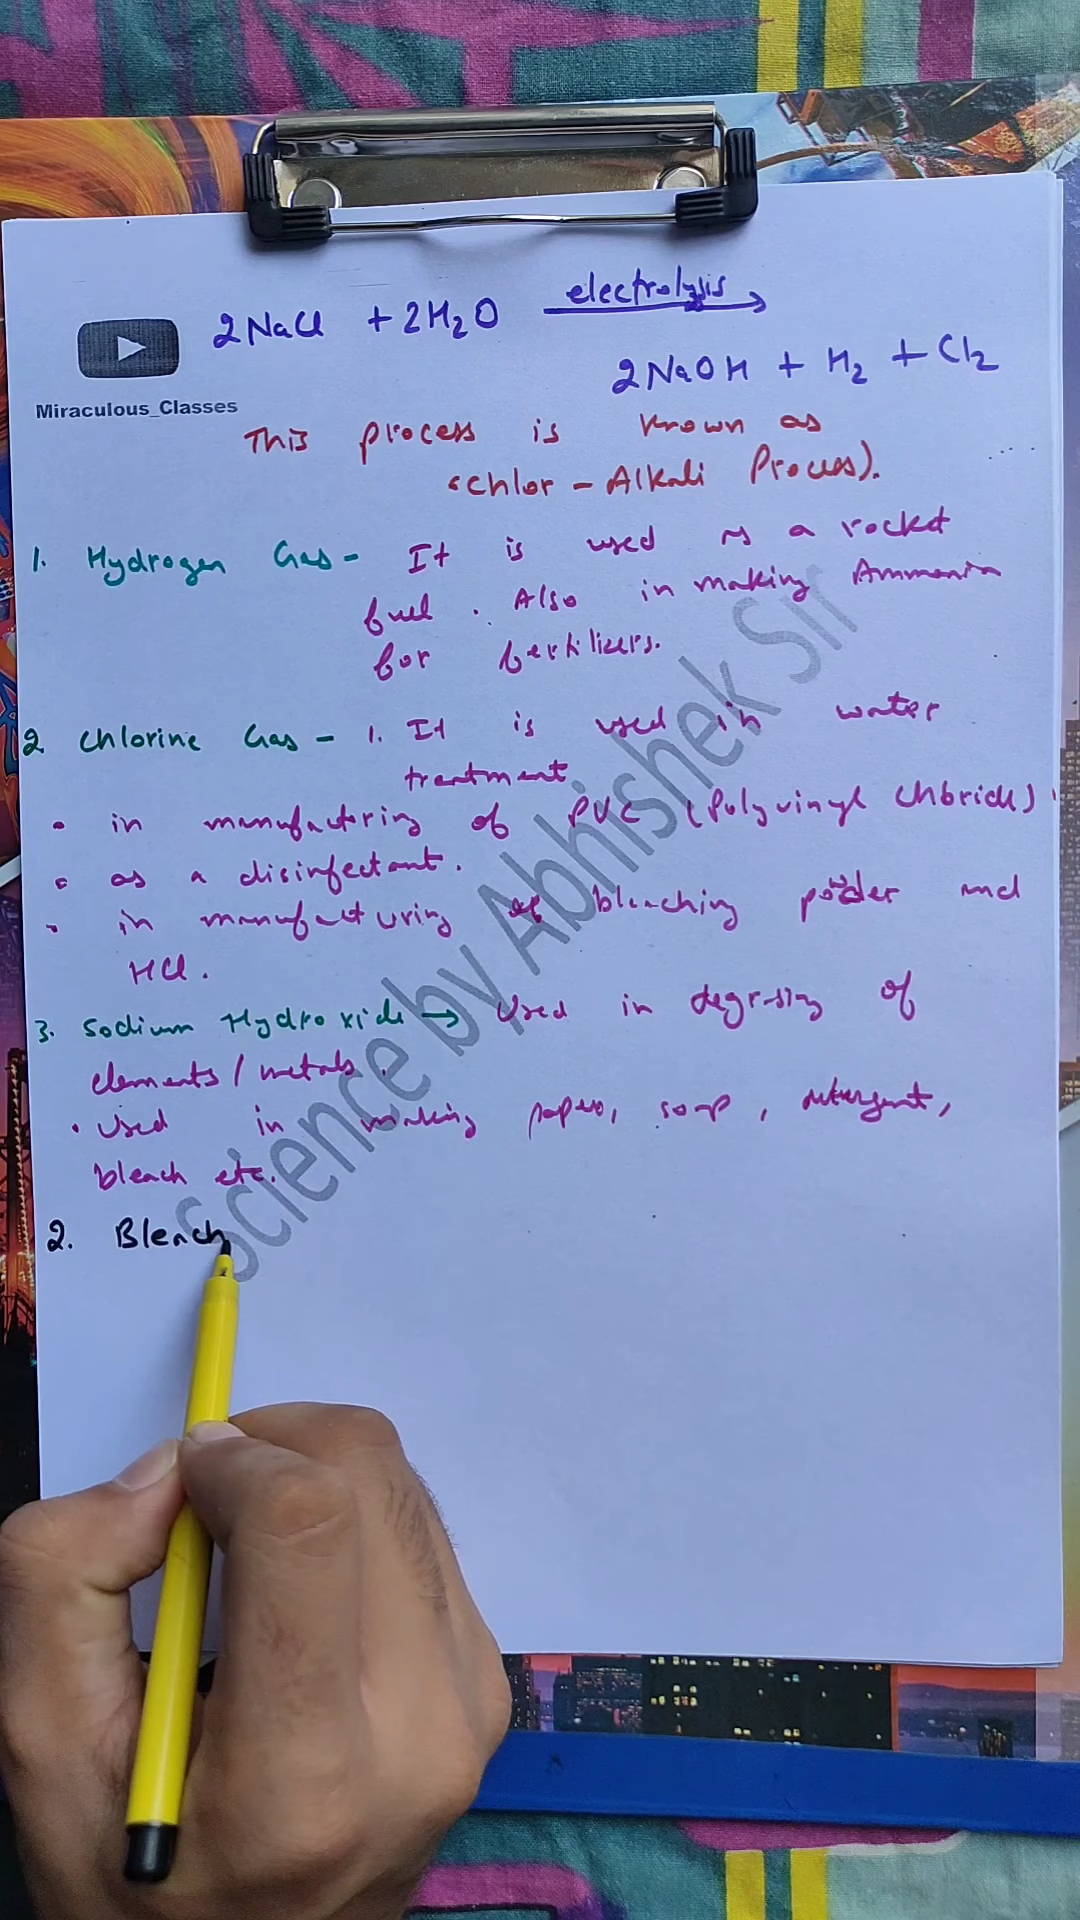 2NaCl + 2H₂O electrolysis →
2NaOH + H₂ + Cl₂
Miraculous_Classes
This process is known as
(Chlor - Alkali Process).
1. Hydrogen Gas - It is used as a rocket
fuel. Also in making Ammonia
for fertilizers.
2 Chlorine Gas - 1. It is used in water
treatment
• in manufactoring of PVC (Polyvinyl Chloride)
• as a disinfectant.
• in manufacturing of bleaching powder and
HCl.
3. Sodium Hydroxide → Used in of
elements / metals.
• Used in making soap, detergent,
bleach etc.
2. Bleach
Science by Abhishek Sir